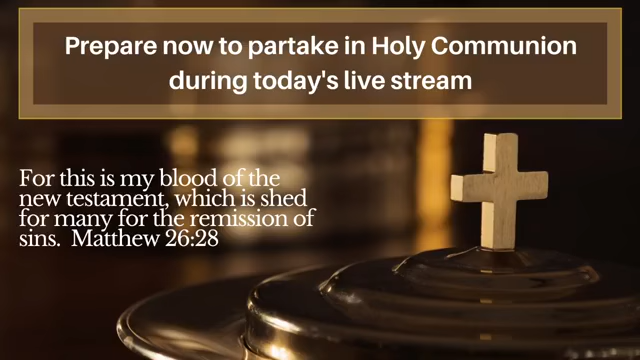 Prepare now to partake in Holy Communion
during today's live stream
For this is my blood of the
new testament, which is shed
for many for the remission of
sins.  Matthew 26:28